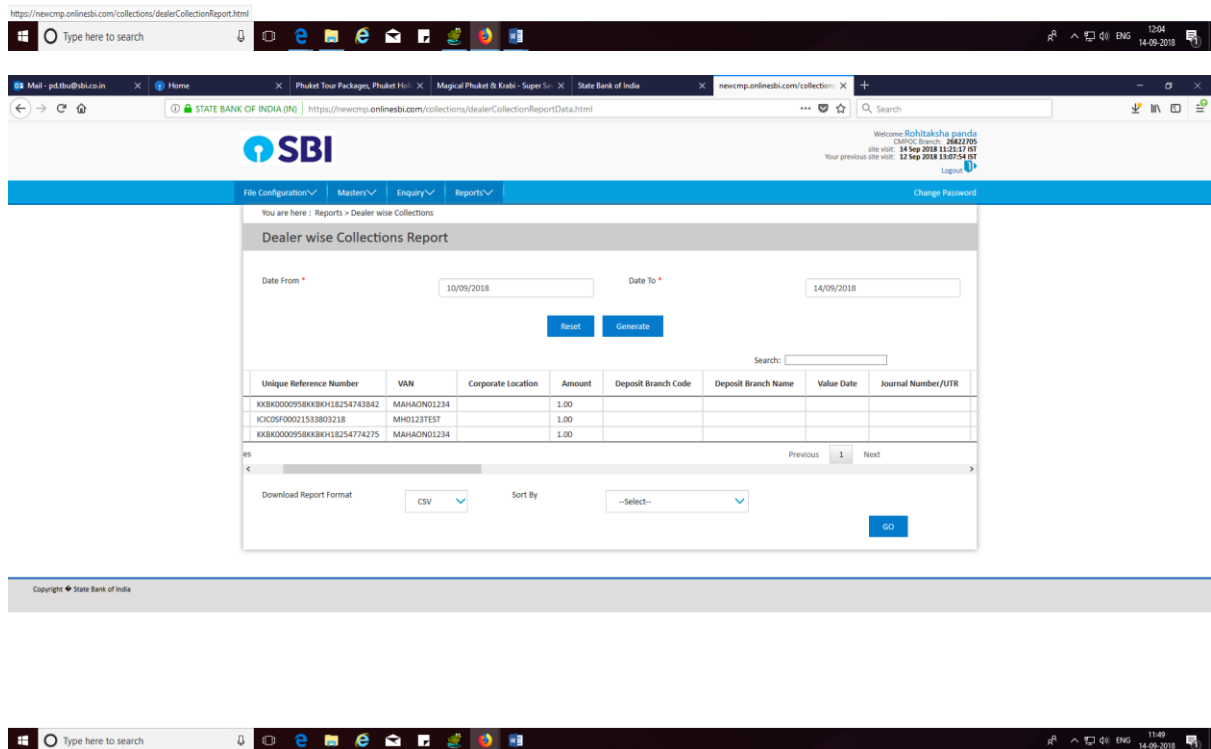 https://newcmp.onlinesbi.com/collections/dealerCollectionReport.html
Type here to search
ENG
12:04
14-09-2018
Mail - pd.tbu@sbi.co.in
Home
Phuket Tour Packages, Phuket Holi
Magical Phuket & Krabi - Super Sa
State Bank of India
newcmp.onlinesbi.com/collection
STATE BANK OF INDIA (IN) https://newcmp.onlinesbi.com/collections/dealerCollectionReportData.html
Search
SBI
Welcome: Rohitaksha panda
CMPOC Branch: 26822705
site visit: 14 Sep 2018 11:21:17 IST
Your previous site visit: 12 Sep 2018 13:07:54 IST
Logout
File Configuration Masters Enquiry Reports Change Password
You are here : Reports > Dealer wise Collections
Dealer wise Collections Report
Date From * 10/09/2018 Date To * 14/09/2018
Reset Generate
Search:
Unique Reference Number VAN Corporate Location Amount Deposit Branch Code Deposit Branch Name Value Date Journal Number/UTR
KKBK0000958KKBKH18254743842 MAHAON01234 1.00
ICIC0SF00021533803218 MH0123TEST 1.00
KKBK0000958KKBKH18254774275 MAHAON01234 1.00
es Previous 1 Next
Download Report Format CSV Sort By --Select--
GO
Copyright � State Bank of India
Type here to search
ENG
11:49
14-09-2018